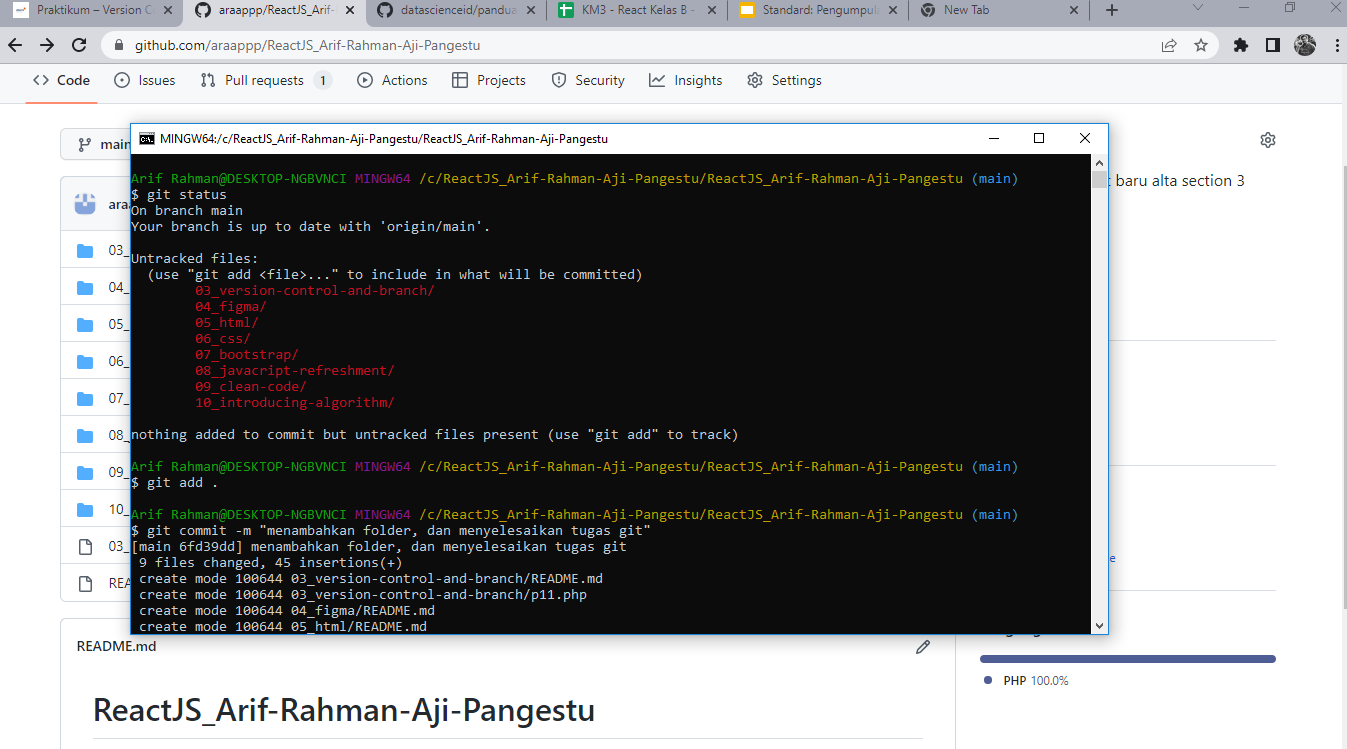 Praktikum – Version C
araappp/ReactJS_Arif-Rahman-Aji-
datascienceid/pandua
KM3 - React Kelas B -
Standard: Pengumpul
New Tab
github.com/araappp/ReactJS_Arif-Rahman-Aji-Pangestu
Code
Issues
Pull requests 1
Actions
Projects
Security
Insights
Settings
main
MINGW64:/c/ReactJS_Arif-Rahman-Aji-Pangestu/ReactJS_Arif-Rahman-Aji-Pangestu
Arif Rahman@DESKTOP-NGBVNCI MINGW64 /c/ReactJS_Arif-Rahman-Aji-Pangestu/ReactJS_Arif-Rahman-Aji-Pangestu (main)
$ git status
On branch main
Your branch is up to date with 'origin/main'.
Untracked files:
(use "git add <file>..." to include in what will be committed)
03_version-control-and-branch/
04_figma/
05_html/
06_css/
07_bootstrap/
08_javacript-refreshment/
09_clean-code/
10_introducing-algorithm/
nothing added to commit but untracked files present (use "git add" to track)
Arif Rahman@DESKTOP-NGBVNCI MINGW64 /c/ReactJS_Arif-Rahman-Aji-Pangestu/ReactJS_Arif-Rahman-Aji-Pangestu (main)
$ git add .
Arif Rahman@DESKTOP-NGBVNCI MINGW64 /c/ReactJS_Arif-Rahman-Aji-Pangestu/ReactJS_Arif-Rahman-Aji-Pangestu (main)
$ git commit -m "menambahkan folder, dan menyelesaikan tugas git"
[main 6fd39dd] menambahkan folder, dan menyelesaikan tugas git
9 files changed, 45 insertions(+)
create mode 100644 03_version-control-and-branch/README.md
create mode 100644 03_version-control-and-branch/p11.php
create mode 100644 04_figma/README.md
create mode 100644 05_html/README.md
baru alta section 3
araa
03_
04_
05_
06_
07_
08_
09_
10_
03_
REA
README.md
ReactJS_Arif-Rahman-Aji-Pangestu
PHP 100.0%